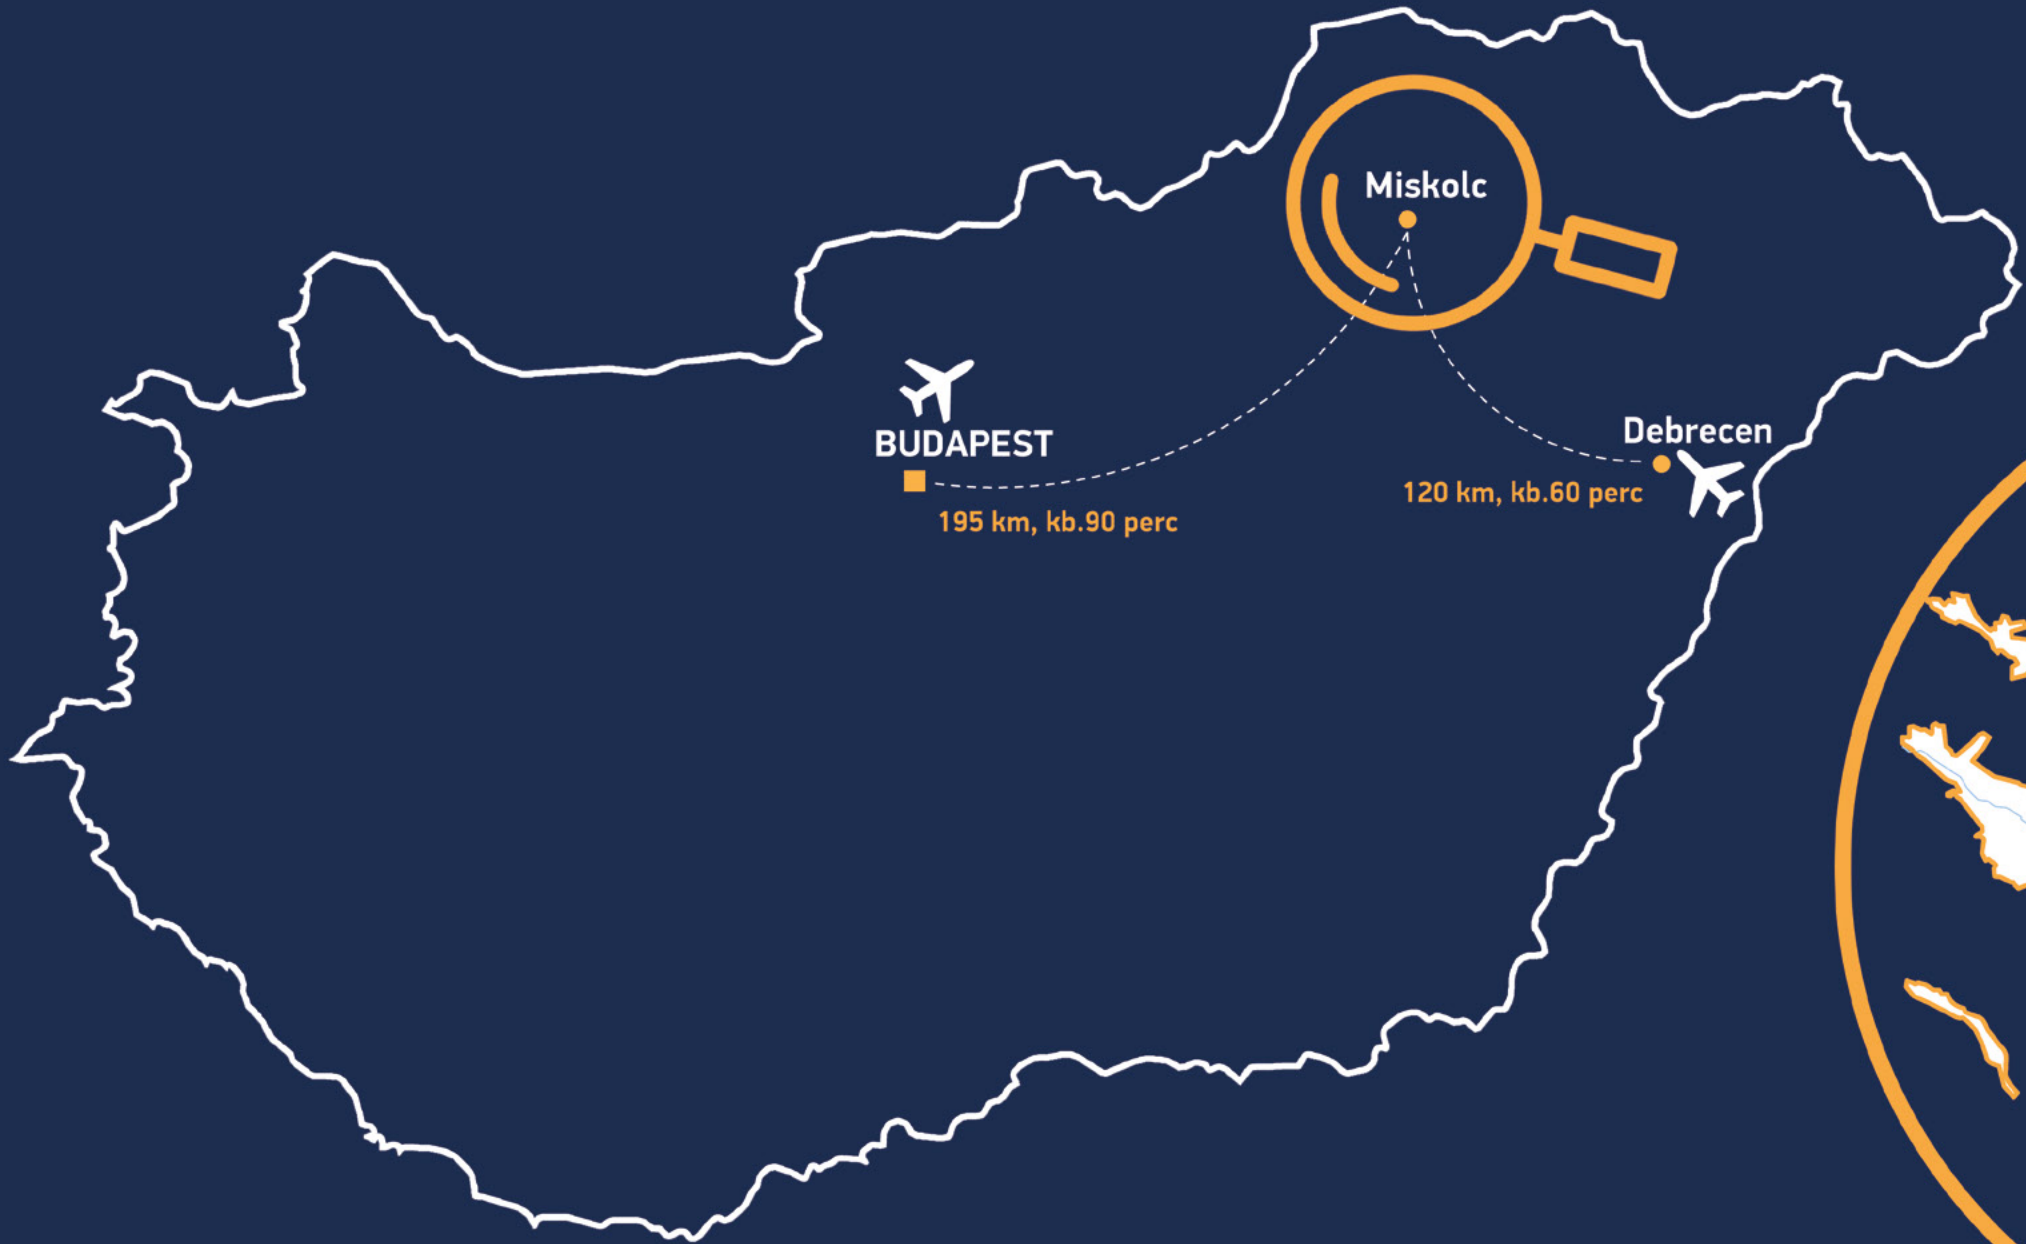 Miskolc
BUDAPEST
195 km, kb.90 perc
Debrecen
120 km, kb.60 perc